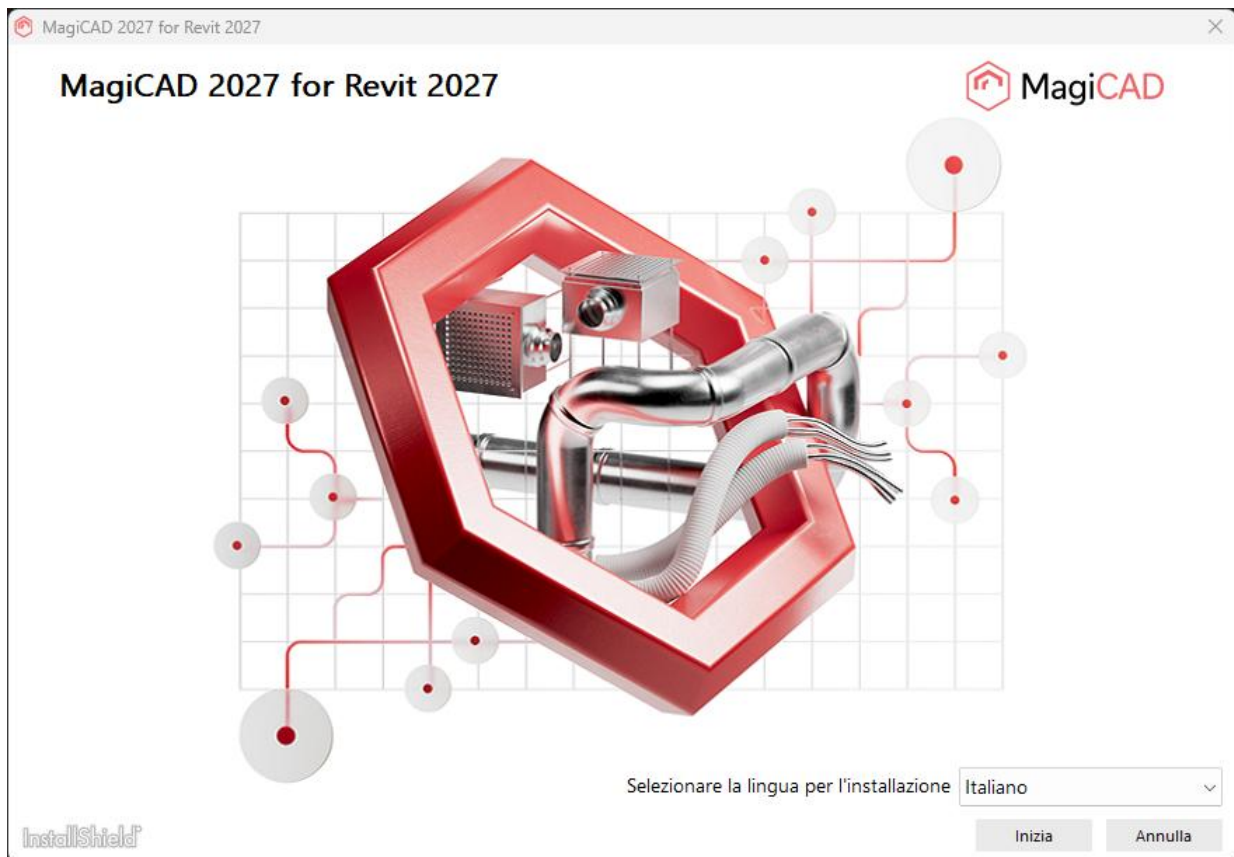 MagiCAD 2027 for Revit 2027
MagiCAD 2027 for Revit 2027
MagiCAD
Selezionare la lingua per l'installazione Italiano
InstallShield
Inizia Annulla